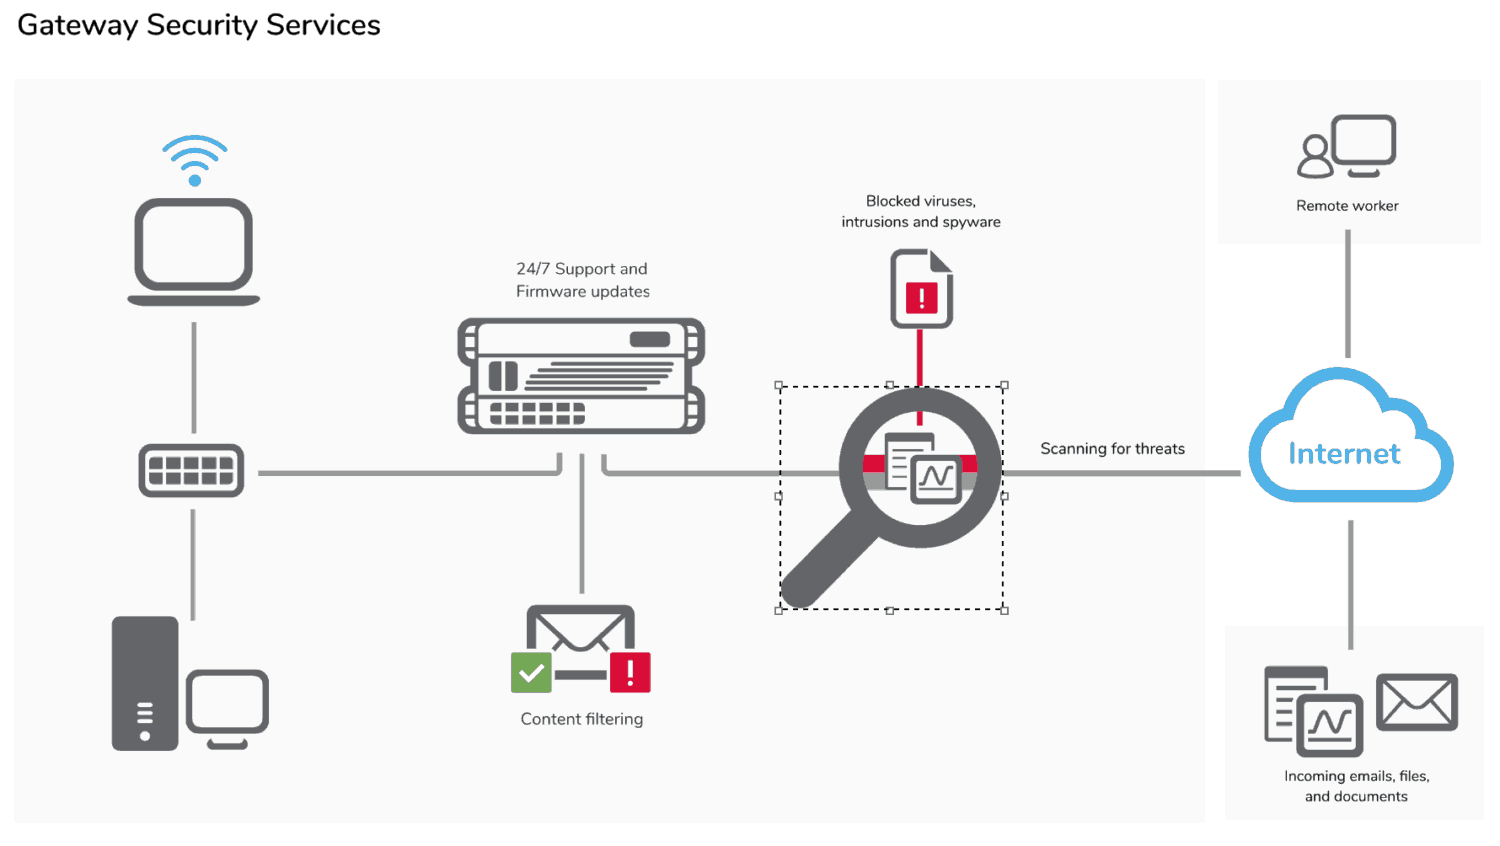 Gateway Security Services
Remote worker
Blocked viruses,
intrusions and spyware
24/7 Support and
Firmware updates
Scanning for threats
Internet
Content filtering
Incoming emails, files,
and documents